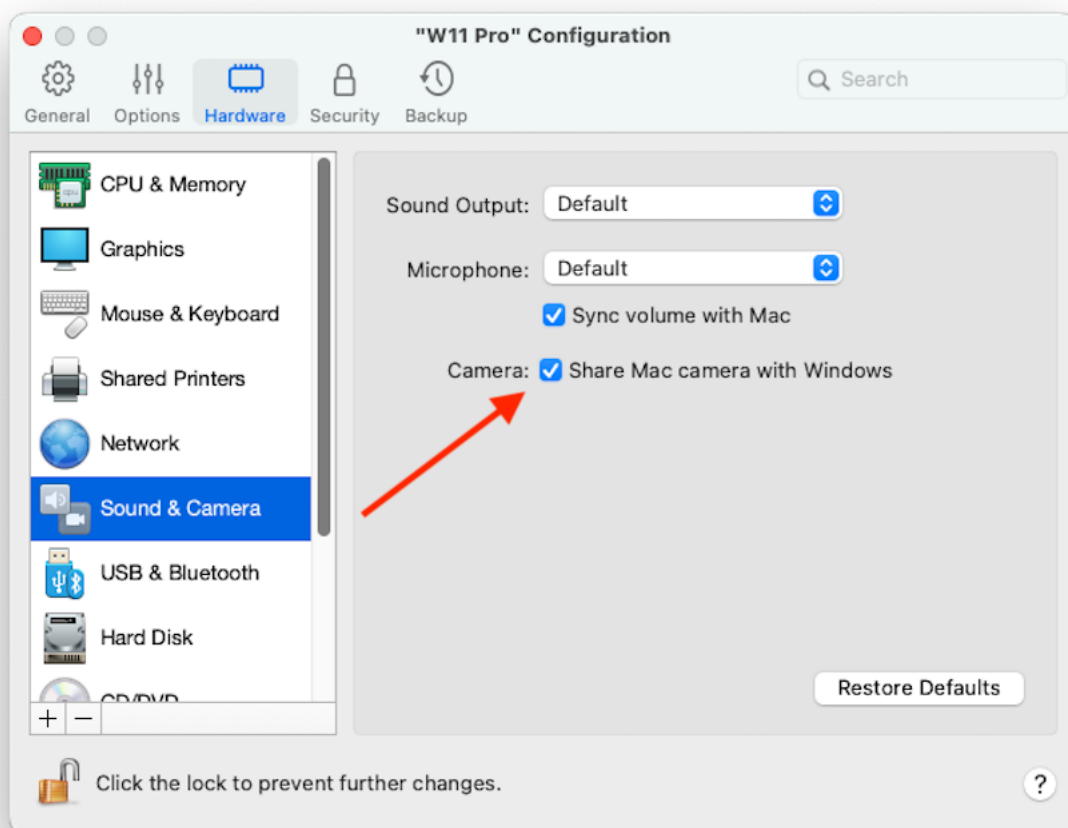 "W11 Pro" Configuration
General Options Hardware Security Backup
Search
CPU & Memory
Graphics
Mouse & Keyboard
Shared Printers
Network
Sound & Camera
USB & Bluetooth
Hard Disk
CD/DVD
Sound Output: Default
Microphone: Default
Sync volume with Mac
Camera: Share Mac camera with Windows
Restore Defaults
Click the lock to prevent further changes.
?